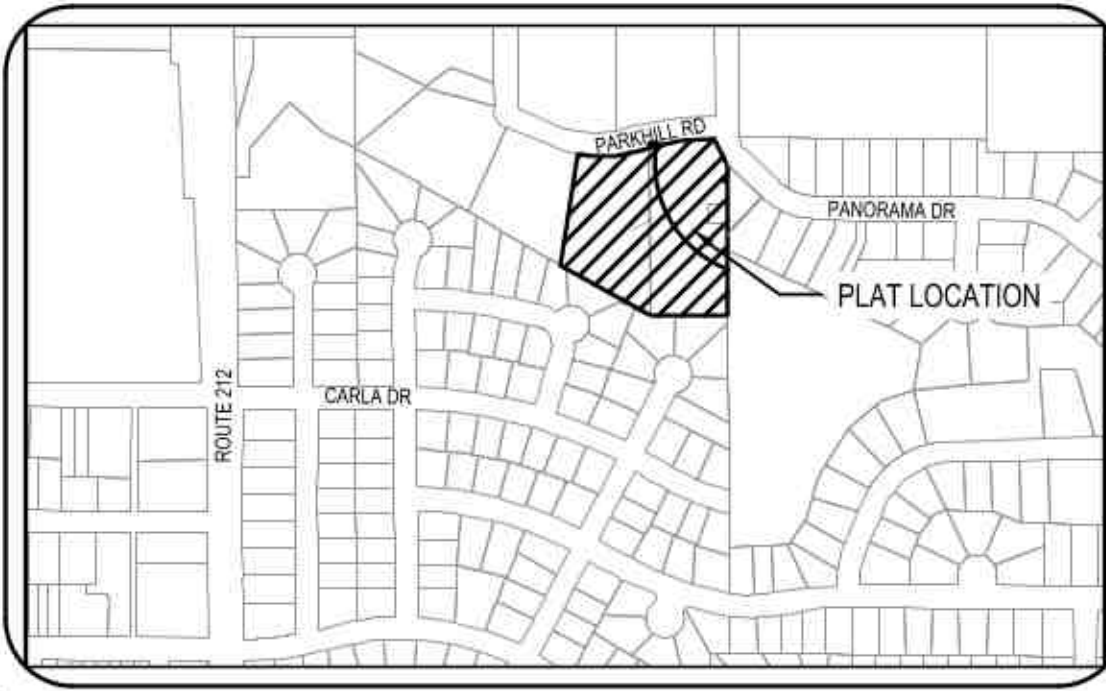 PARKHILL RD
PANORAMA DR
PLAT LOCATION
CARLA DR
ROUTE 212